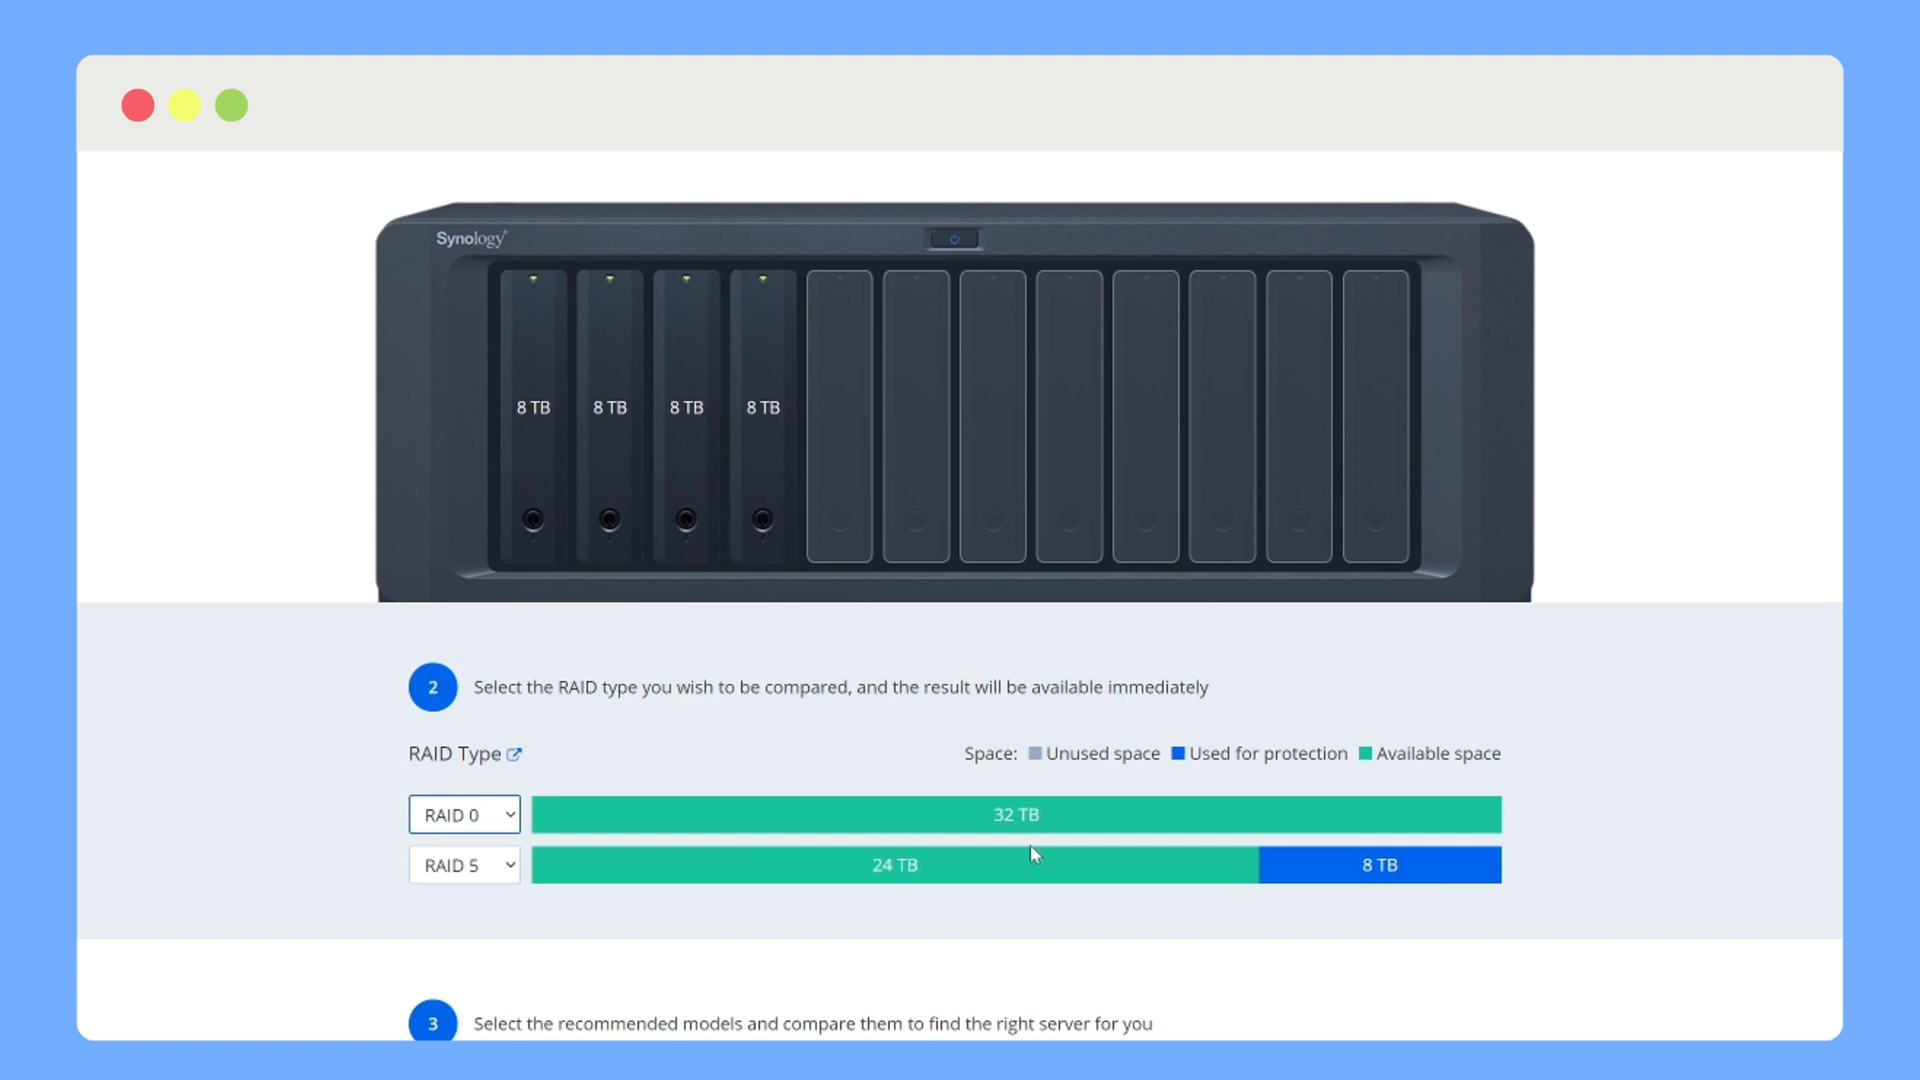 Synology®
8 TB 8 TB 8 TB 8 TB
2 Select the RAID type you wish to be compared, and the result will be available immediately
RAID Type Space: Unused space Used for protection Available space
RAID 0 32 TB
RAID 5 24 TB 8 TB
3 Select the recommended models and compare them to find the right server for you